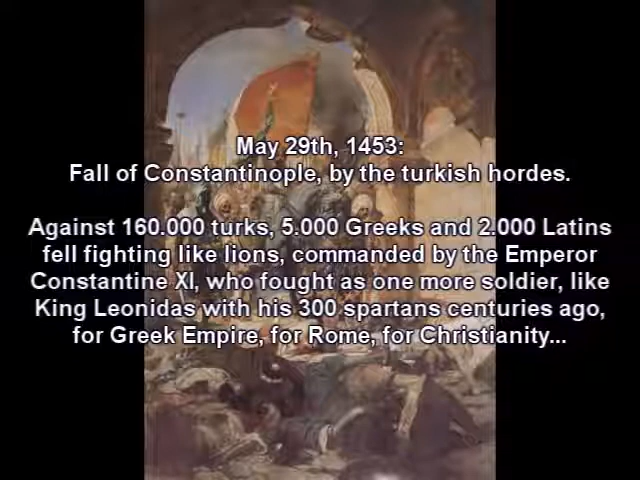 May 29th, 1453:
Fall of Constantinople, by the turkish hordes.
Against 160.000 turks, 5.000 Greeks and 2.000 Latins
fell fighting like lions, commanded by the Emperor
Constantine XI, who fought as one more soldier, like
King Leonidas with his 300 spartans centuries ago,
for Greek Empire, for Rome, for Christianity...